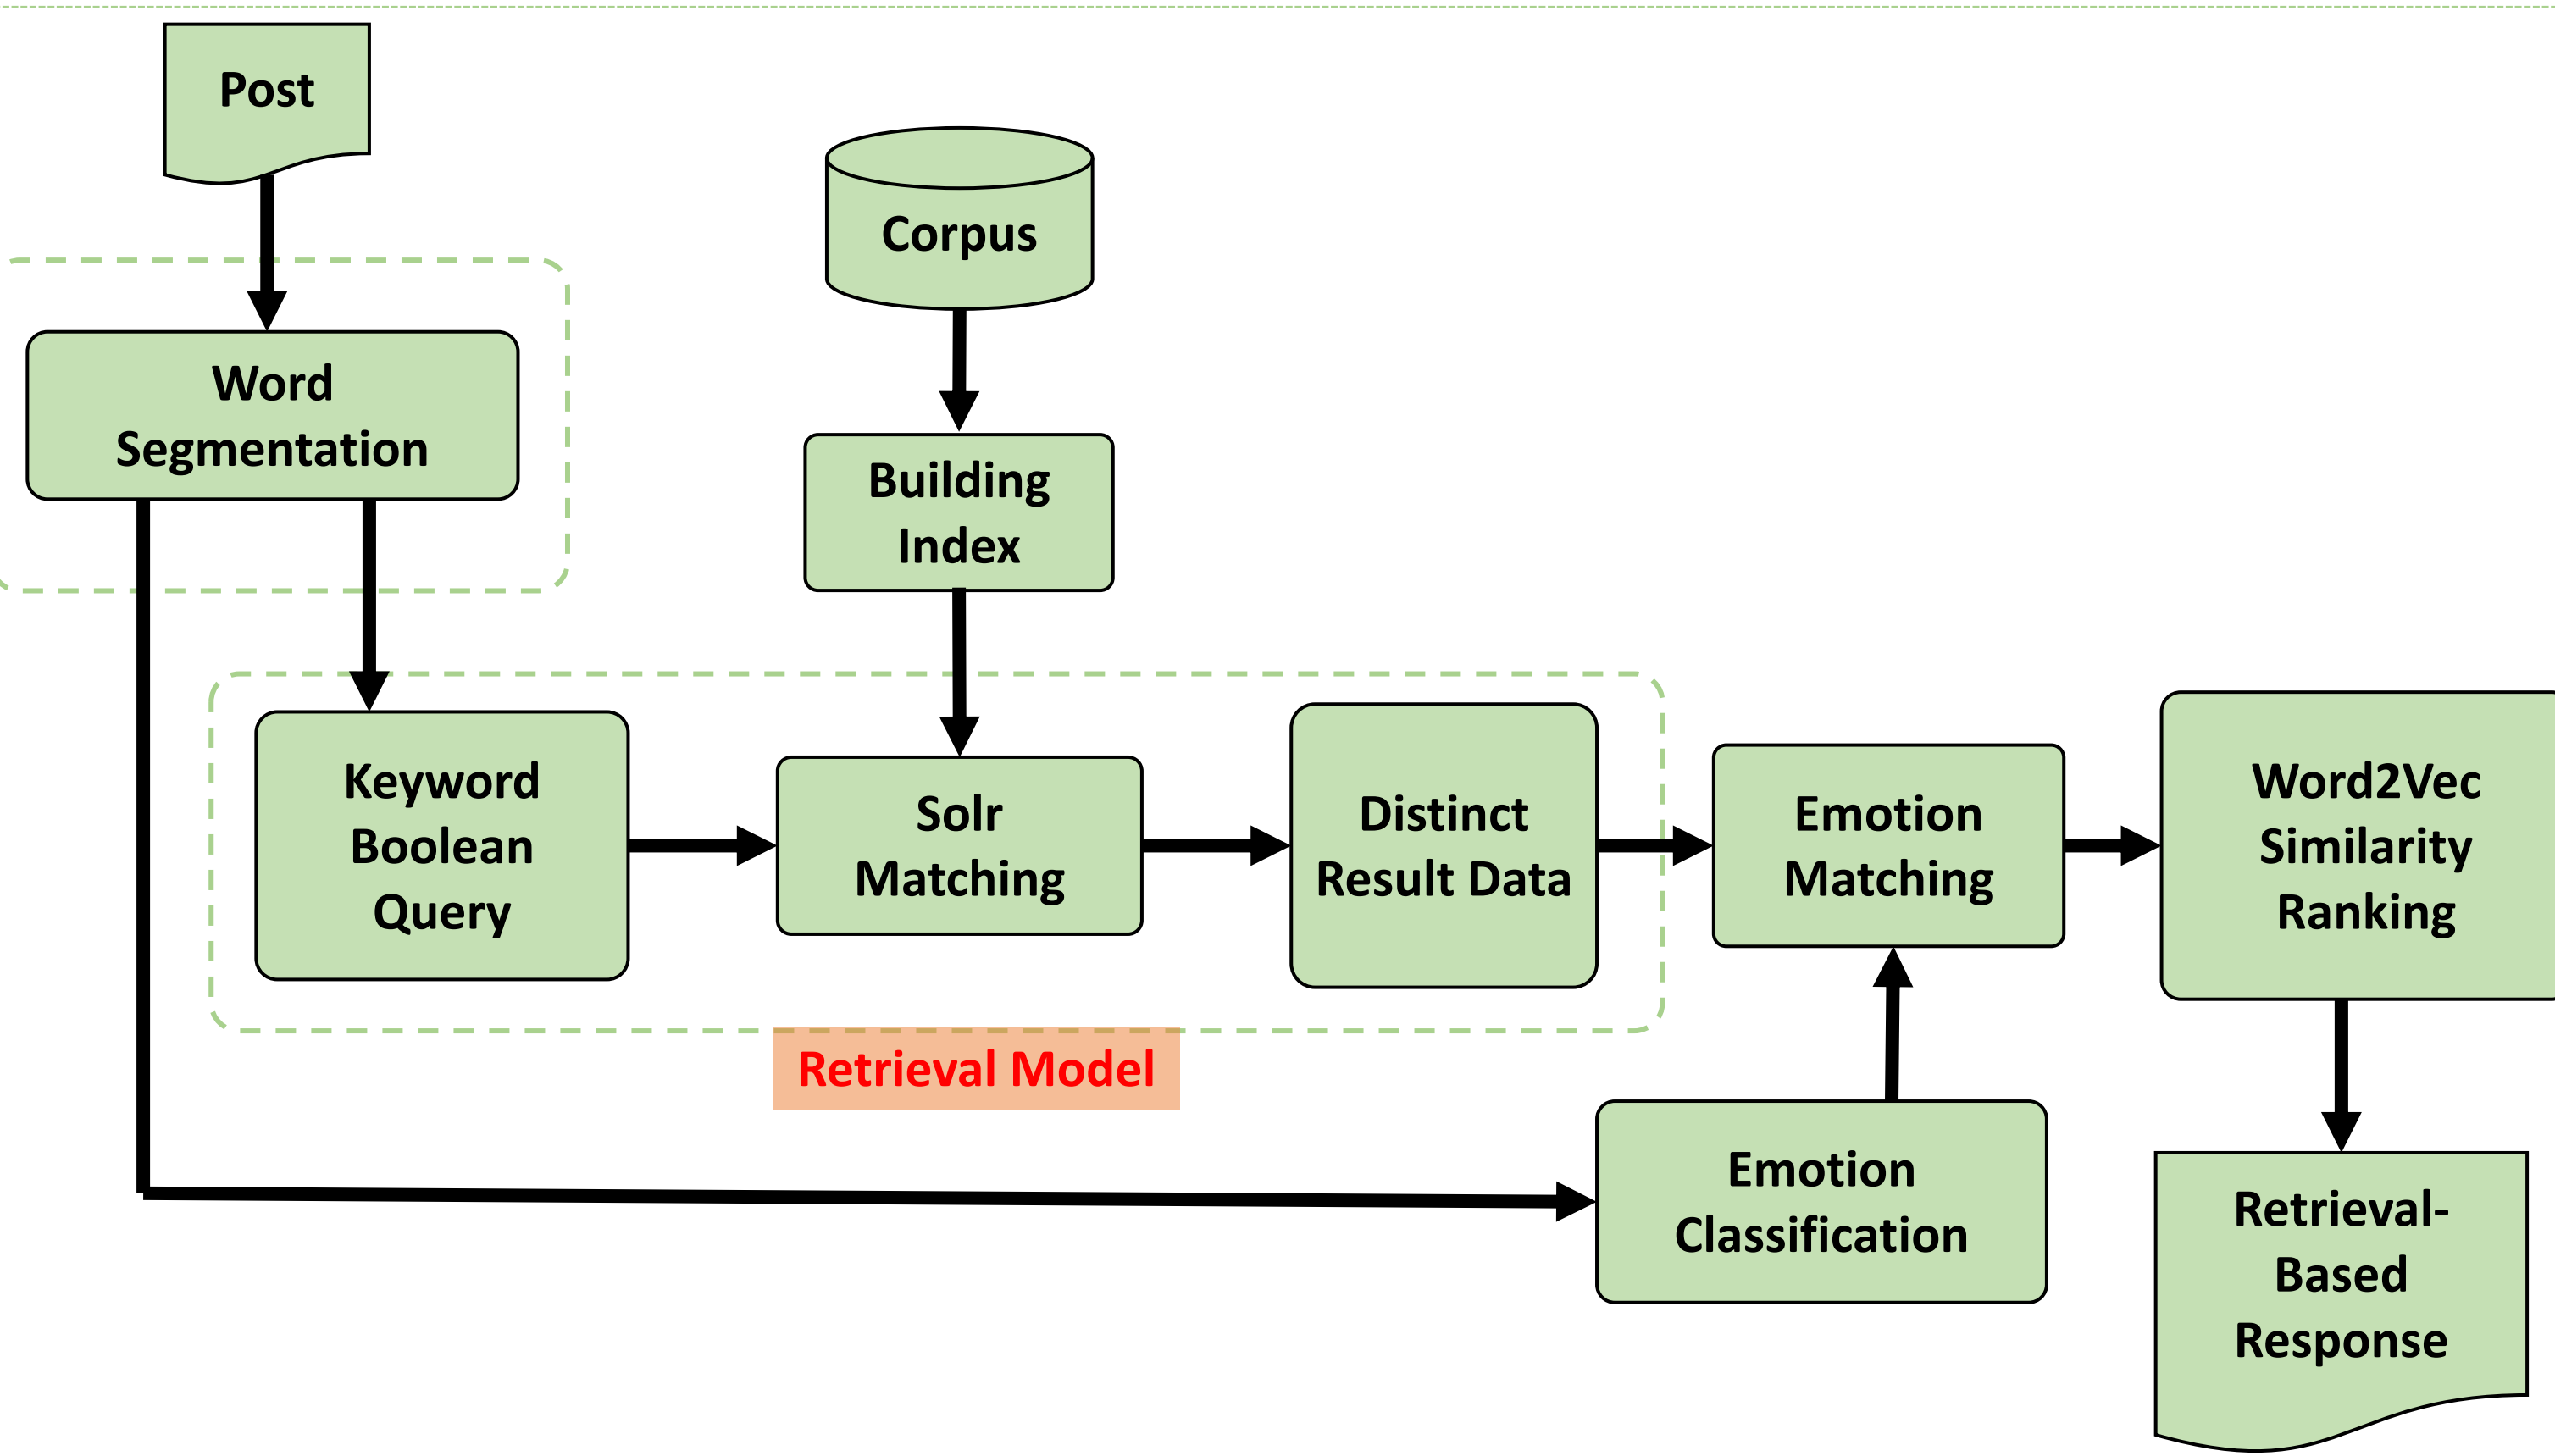 Post
Corpus
Word
Segmentation
Building
Index
Keyword
Boolean
Query
Solr
Matching
Distinct
Result Data
Emotion
Matching
Word2Vec
Similarity
Ranking
Retrieval Model
Emotion
Classification
Retrieval-
Based
Response